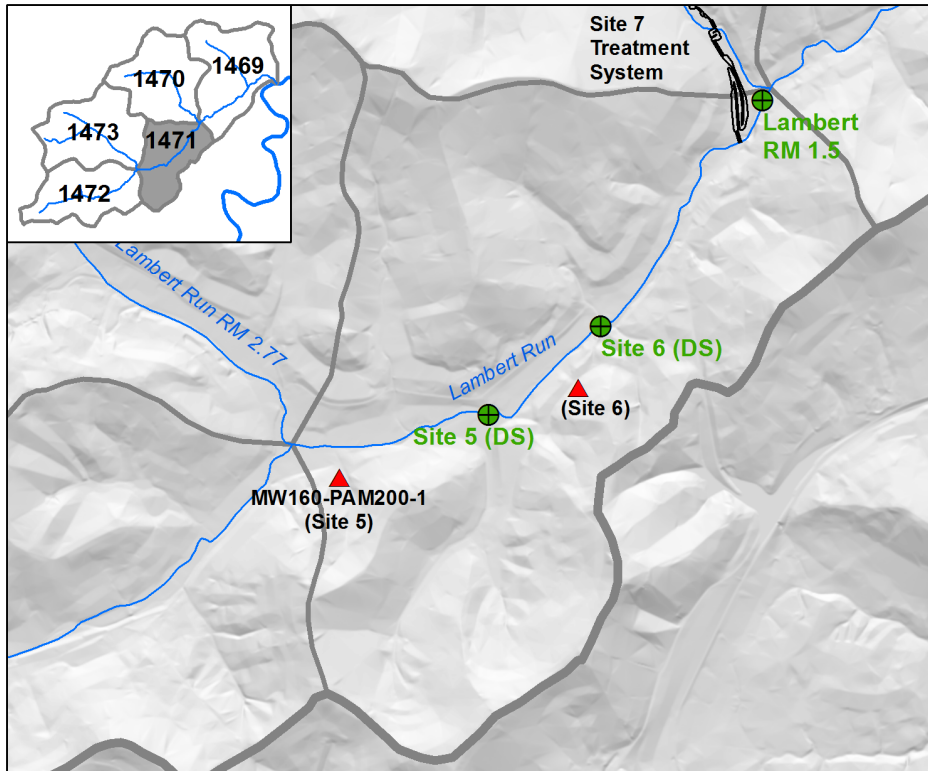 1469
1470
1473
1471
1472
Site 7
Treatment
System
Lambert
RM 1.5
Lambert Run RM 2.77
Lambert Run
Site 6 (DS)
(Site 6)
Site 5 (DS)
MW160-PAM200-1
(Site 5)